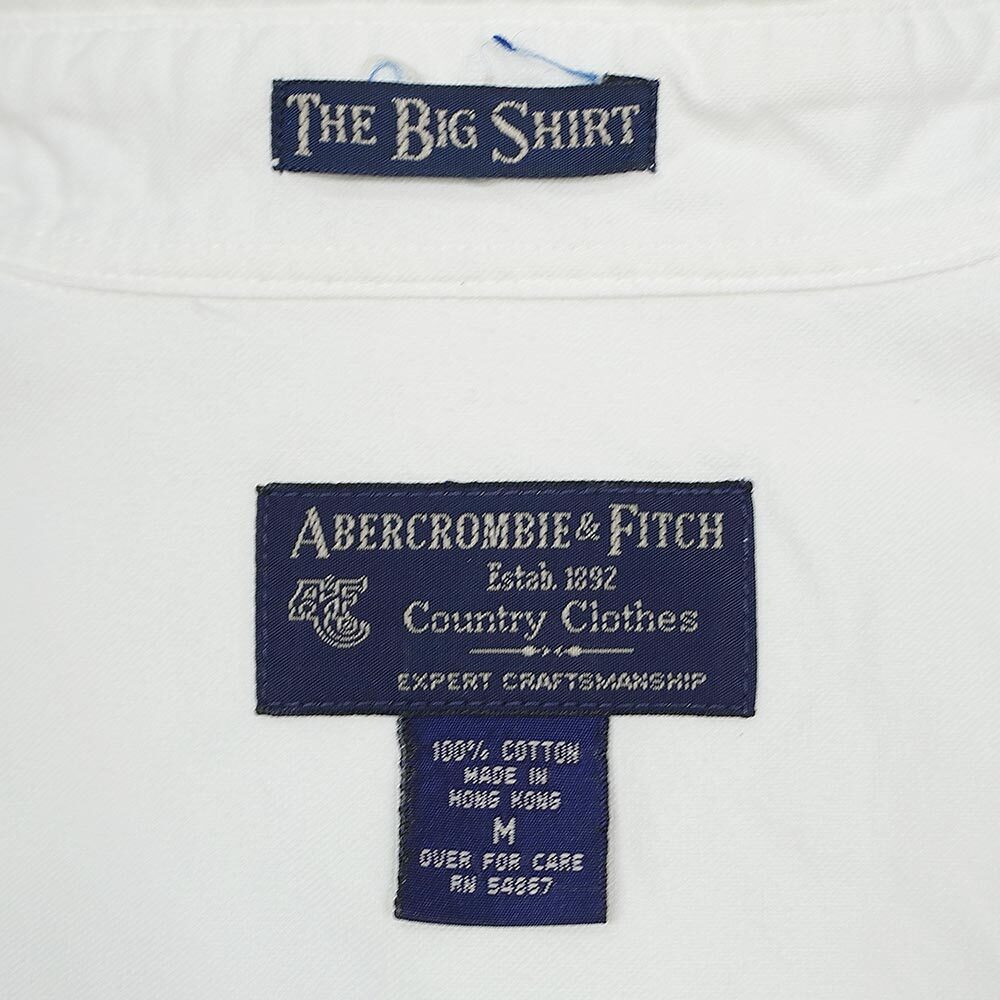 THE BIG SHIRT
ABERCROMBIE & FITCH
Estab. 1892
Country Clothes
EXPERT CRAFTSMANSHIP
100% COTTON
MADE IN
HONG KONG
M
OVER FOR CARE
RN 54867